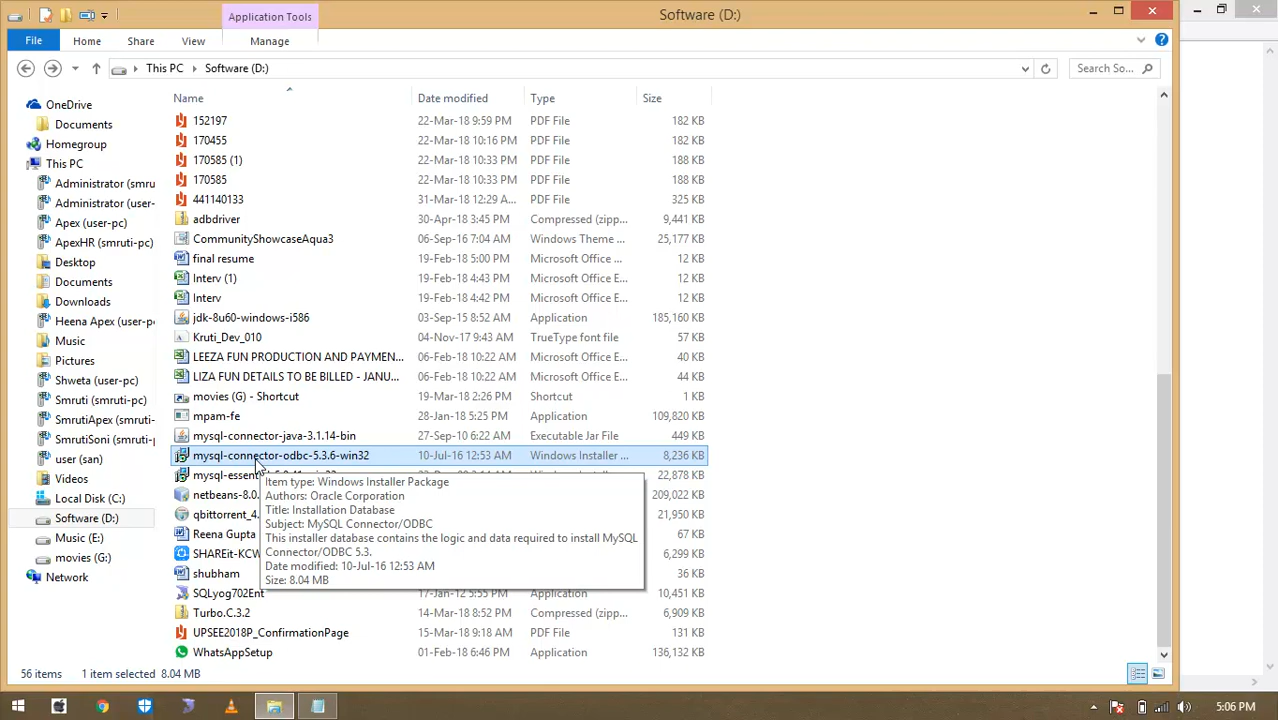 Application Tools
Software (D:)
File Home Share View Manage
This PC Software (D:) Search So...
Name Date modified Type Size
OneDrive
Documents
Homegroup
This PC
Administrator (smru
Administrator (user-
Apex (user-pc)
ApexHR (smruti-pc)
Desktop
Documents
Downloads
Heena Apex (user-p
Music
Pictures
Shweta (user-pc)
Smruti (smruti-pc)
SmrutiApex (smruti-
SmrutiSoni (smruti-p
user (san)
Videos
Local Disk (C:)
Software (D:)
Music (E:)
movies (G:)
Network
152197 22-Mar-18 9:59 PM PDF File 182 KB
170455 22-Mar-18 10:16 PM PDF File 182 KB
170585 (1) 22-Mar-18 10:33 PM PDF File 188 KB
170585 22-Mar-18 10:33 PM PDF File 188 KB
441140133 31-Mar-18 12:29 A... PDF File 325 KB
adbdriver 30-Apr-18 3:45 PM Compressed (zipp... 9,441 KB
CommunityShowcaseAqua3 06-Sep-16 7:04 AM Windows Theme ... 25,177 KB
final resume 19-Feb-18 5:00 PM Microsoft Office ... 12 KB
Interv (1) 19-Feb-18 4:43 PM Microsoft Office E... 12 KB
Interv 19-Feb-18 4:42 PM Microsoft Office E... 12 KB
jdk-8u60-windows-i586 03-Sep-15 8:52 AM Application 185,160 KB
Kruti_Dev_010 04-Nov-17 9:43 AM TrueType font file 57 KB
LEEZA FUN PRODUCTION AND PAYMEN... 06-Feb-18 10:22 AM Microsoft Office E... 40 KB
LIZA FUN DETAILS TO BE BILLED - JANU... 06-Feb-18 10:22 AM Microsoft Office E... 44 KB
movies (G) - Shortcut 19-Mar-18 2:26 PM Shortcut 1 KB
mpam-fe 28-Jan-18 5:25 PM Application 109,820 KB
mysql-connector-java-3.1.14-bin 27-Sep-10 6:22 AM Executable Jar File 449 KB
mysql-connector-odbc-5.3.6-win32 10-Jul-16 12:53 AM Windows Installer ... 8,236 KB
22,878 KB
netbeans-8.0. 209,022 KB
qbittorrent_4. 21,950 KB
Reena Gupta 67 KB
SHAREit-KCW 6,299 KB
shubham 36 KB
SQLyog702Ent 17-Jan-12 5:55 PM Application 10,451 KB
Turbo.C.3.2 14-Mar-18 8:52 PM Compressed (zipp... 6,909 KB
UPSEE2018P_ConfirmationPage 15-Mar-18 9:18 AM PDF File 131 KB
WhatsAppSetup 01-Feb-18 6:46 PM Application 136,132 KB
Item type: Windows Installer Package
Authors: Oracle Corporation
Title: Installation Database
Subject: MySQL Connector/ODBC
This installer database contains the logic and data required to install MySQL
Connector/ODBC 5.3.
Date modified: 10-Jul-16 12:53 AM
Size: 8.04 MB
56 items 1 item selected 8.04 MB
5:06 PM